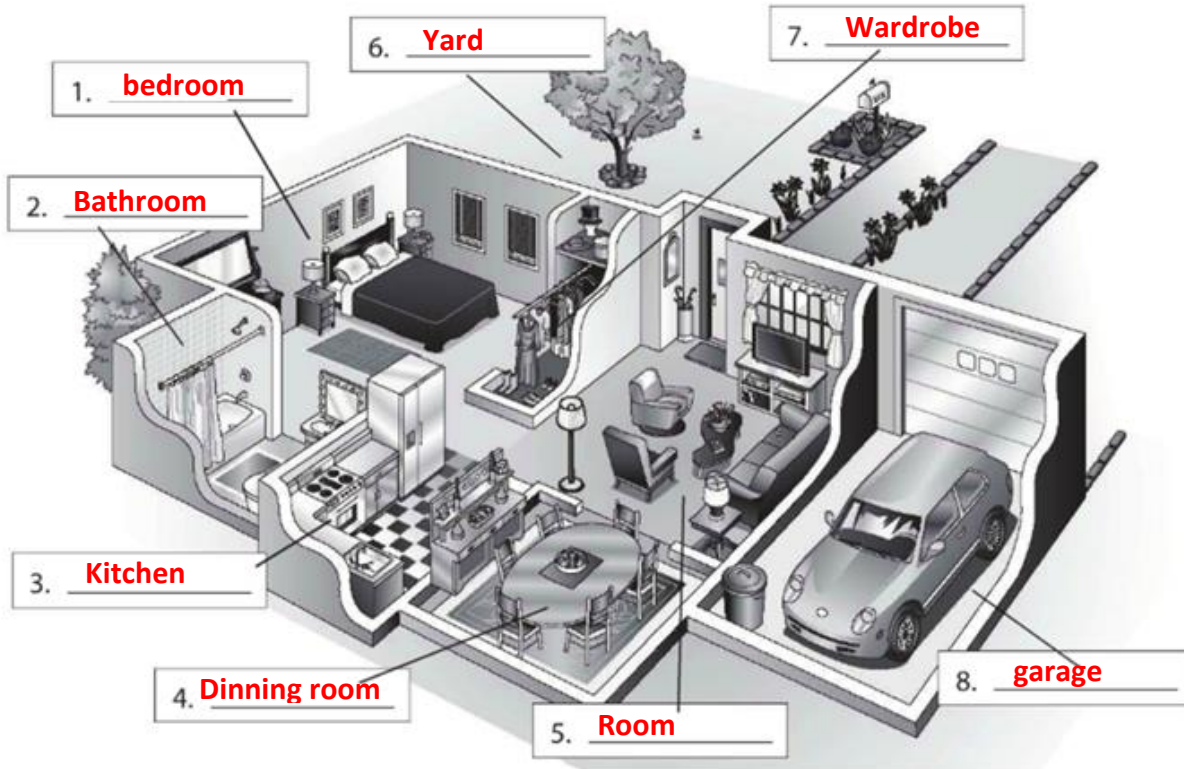 1. bedroom
2. Bathroom
3. Kitchen
4. Dinning room
5. Room
6. Yard
7. Wardrobe
8. garage